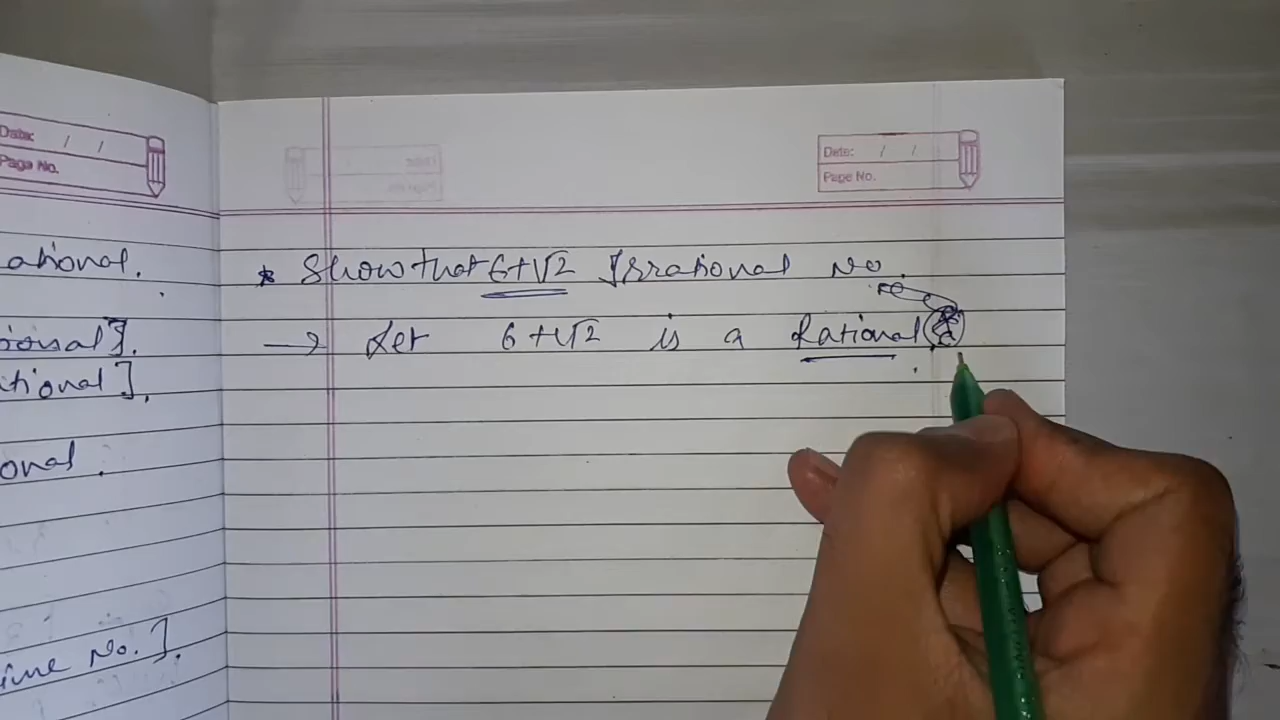 Date: / /
Page No.
ational.
ional].
tional].
onal.
ime No.].
Date: / /
Page No.
* Show that 6+√2 Irrational No.
→ Let 6+√2 is a Rational